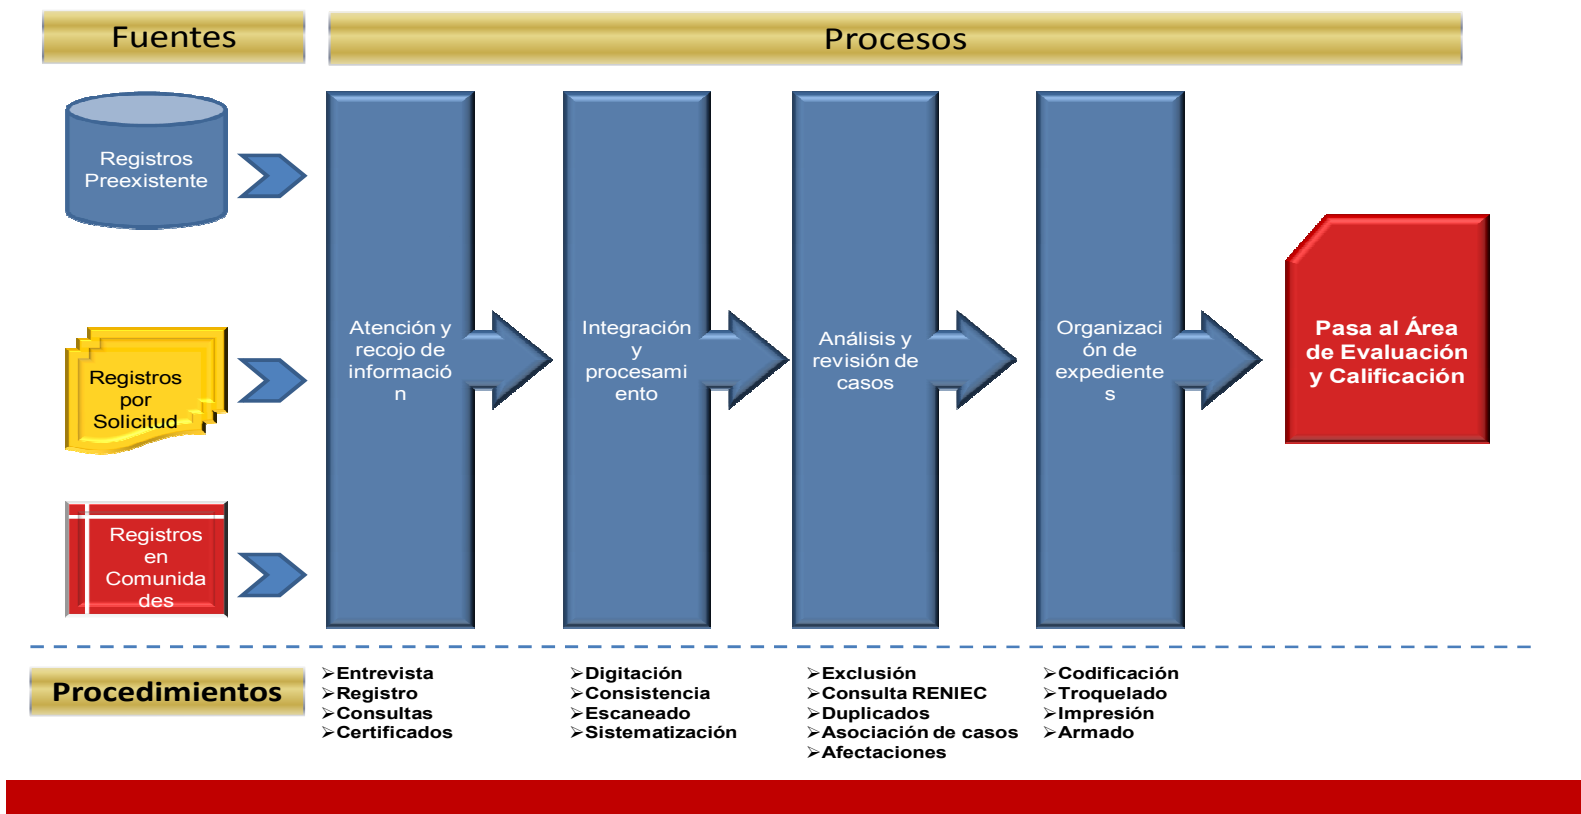 Fuentes
Procesos
Registros
Preexistente
Registros
por
Solicitud
Registros
en
Comunida
des
Atención y
recojo de
informació
n
Integración
y
procesami
ento
Análisis y
revisión de
casos
Organizaci
ón de
expediente
s
Pasa al Área
de Evaluación
y Calificación
Procedimientos
➢Entrevista
➢Registro
➢Consultas
➢Certificados
➢Digitación
➢Consistencia
➢Escaneado
➢Sistematización
➢Exclusión
➢Consulta RENIEC
➢Duplicados
➢Asociación de casos
➢Afectaciones
➢Codificación
➢Troquelado
➢Impresión
➢Armado